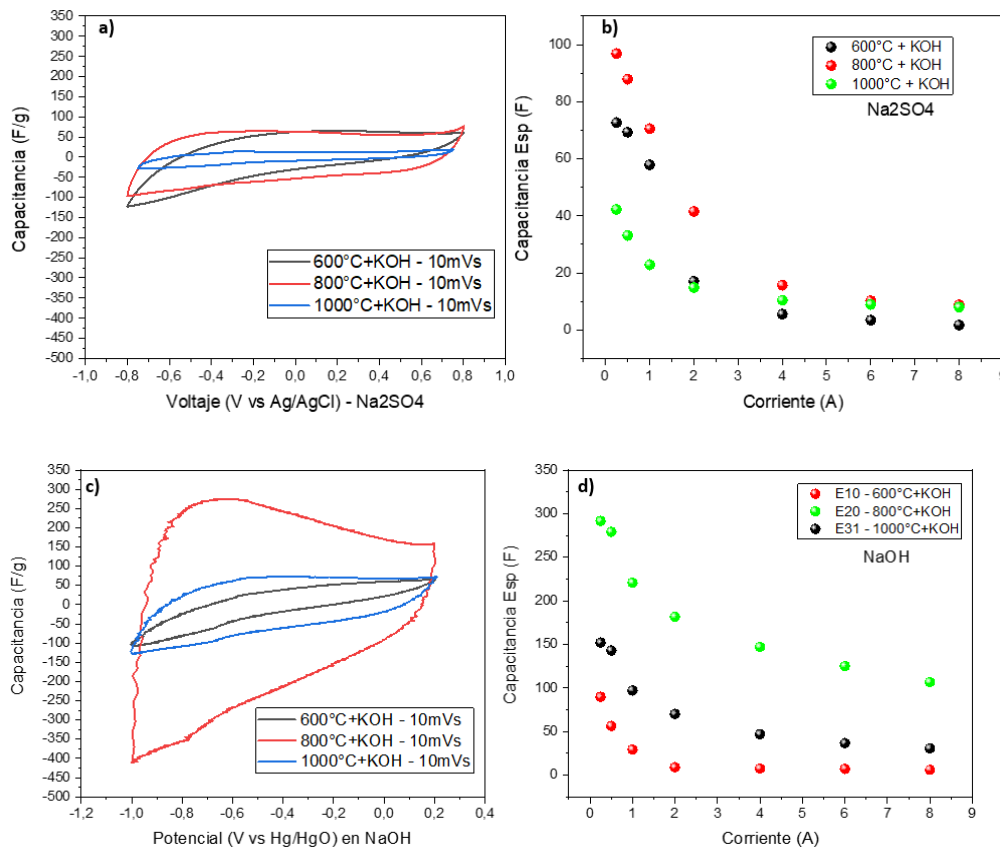 a)
350
300
250
200
150
100
50
0
-50
-100
-150
-200
-250
-300
-350
-400
-450
-500
Capacitancia (F/g)
600°C+KOH - 10mVs
800°C+KOH - 10mVs
1000°C+KOH - 10mVs
-1,0 -0,8 -0,6 -0,4 -0,2 0,0 0,2 0,4 0,6 0,8 1,0
Voltaje (V vs Ag/AgCl) - Na2SO4
b)
100
80
60
40
20
0
Capacitancia Esp (F)
600°C + KOH
800°C + KOH
1000°C + KOH
Na2SO4
0 1 2 3 4 5 6 7 8 9
Corriente (A)
c)
350
300
250
200
150
100
50
0
-50
-100
-150
-200
-250
-300
-350
-400
-450
-500
Capacitancia (F/g)
600°C+KOH - 10mVs
800°C+KOH - 10mVs
1000°C+KOH - 10mVs
-1,2 -1,0 -0,8 -0,6 -0,4 -0,2 0,0 0,2 0,4
Potencial (V vs Hg/HgO) en NaOH
d)
350
300
250
200
150
100
50
0
Capacitancia Esp (F)
E10 - 600°C+KOH
E20 - 800°C+KOH
E31 - 1000°C+KOH
NaOH
0 1 2 3 4 5 6 7 8 9
Corriente (A)